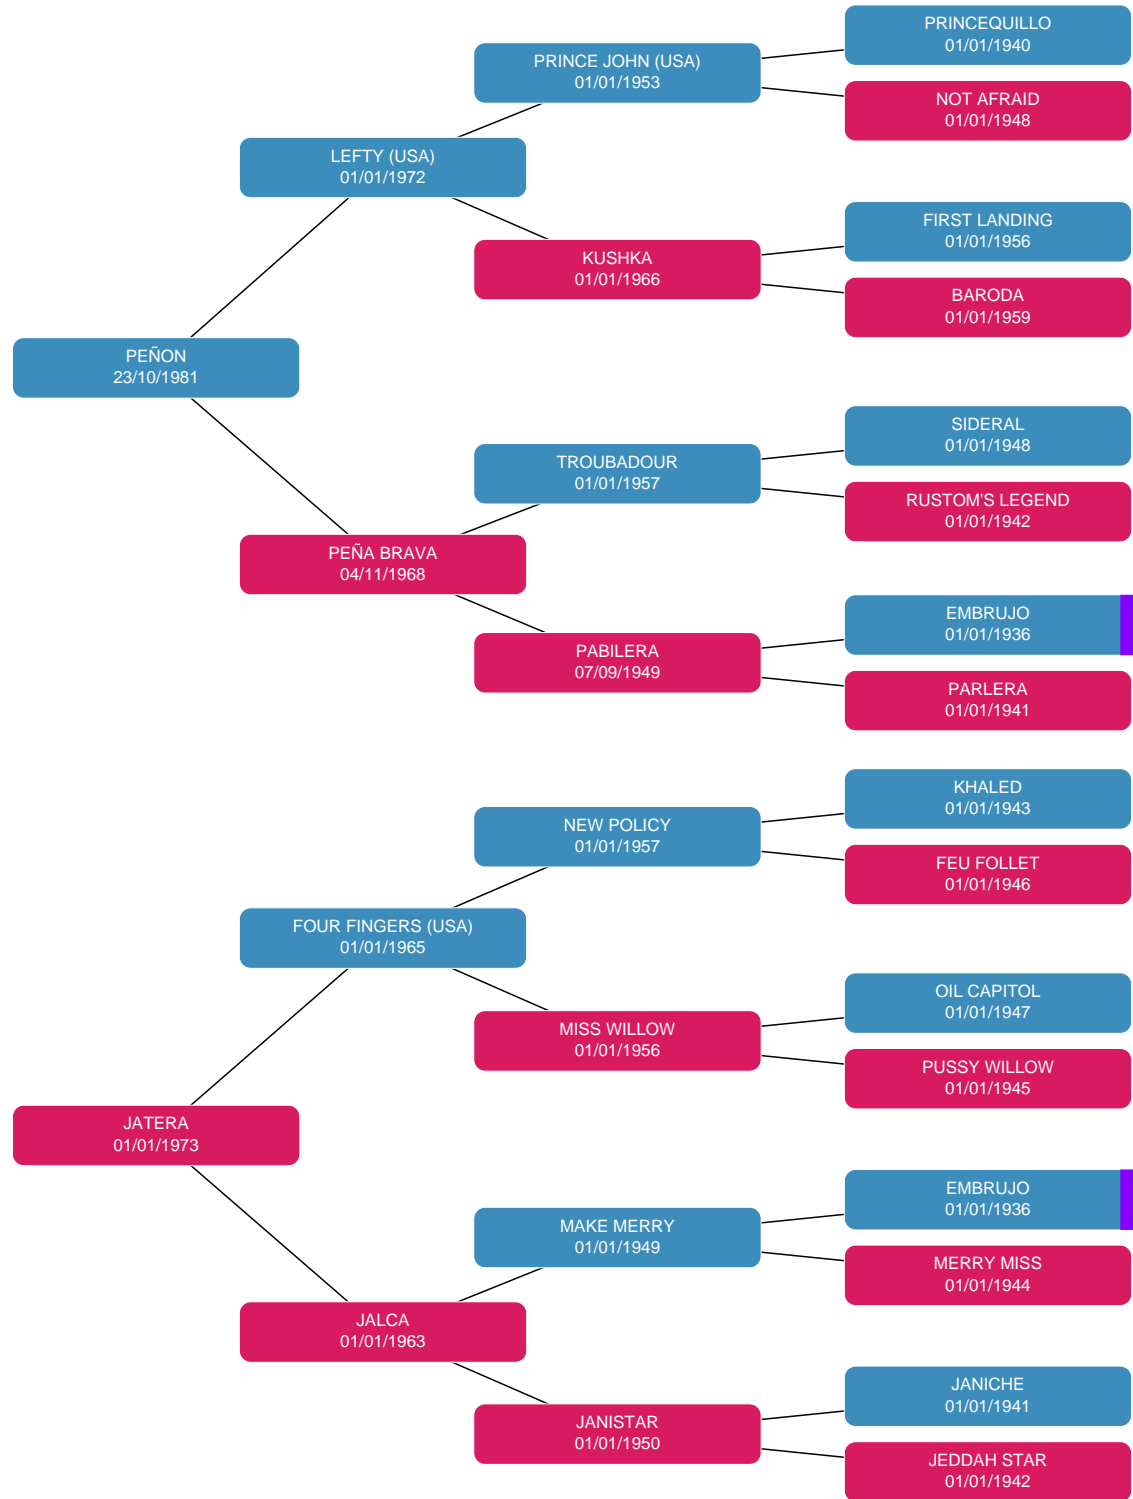 PRINCEQUILLO
01/01/1940
PRINCE JOHN (USA)
01/01/1953
NOT AFRAID
01/01/1948
LEFTY (USA)
01/01/1972
FIRST LANDING
01/01/1956
KUSHKA
01/01/1966
BARODA
01/01/1959
PEÑON
23/10/1981
SIDERAL
01/01/1948
TROUBADOUR
01/01/1957
RUSTOM'S LEGEND
01/01/1942
PEÑA BRAVA
04/11/1968
EMBRUJO
01/01/1936
PABILERA
07/09/1949
PARLERA
01/01/1941
KHALED
01/01/1943
NEW POLICY
01/01/1957
FEU FOLLET
01/01/1946
FOUR FINGERS (USA)
01/01/1965
OIL CAPITOL
01/01/1947
MISS WILLOW
01/01/1956
PUSSY WILLOW
01/01/1945
JATERA
01/01/1973
EMBRUJO
01/01/1936
MAKE MERRY
01/01/1949
MERRY MISS
01/01/1944
JALCA
01/01/1963
JANICHE
01/01/1941
JANISTAR
01/01/1950
JEDDAH STAR
01/01/1942